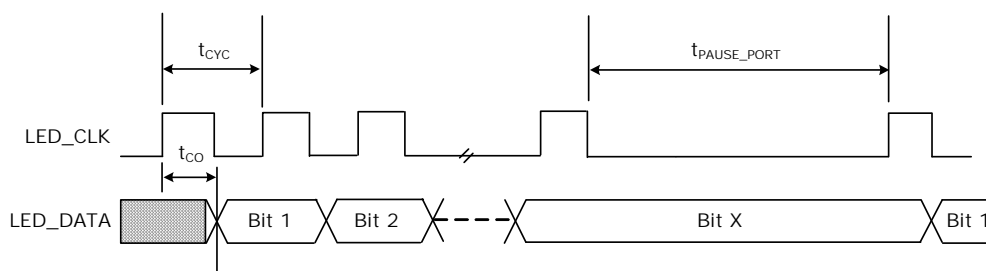 tCYC
tPAUSE_PORT
LED_CLK
tCO
LED_DATA
Bit 1
Bit 2
Bit X
Bit 1